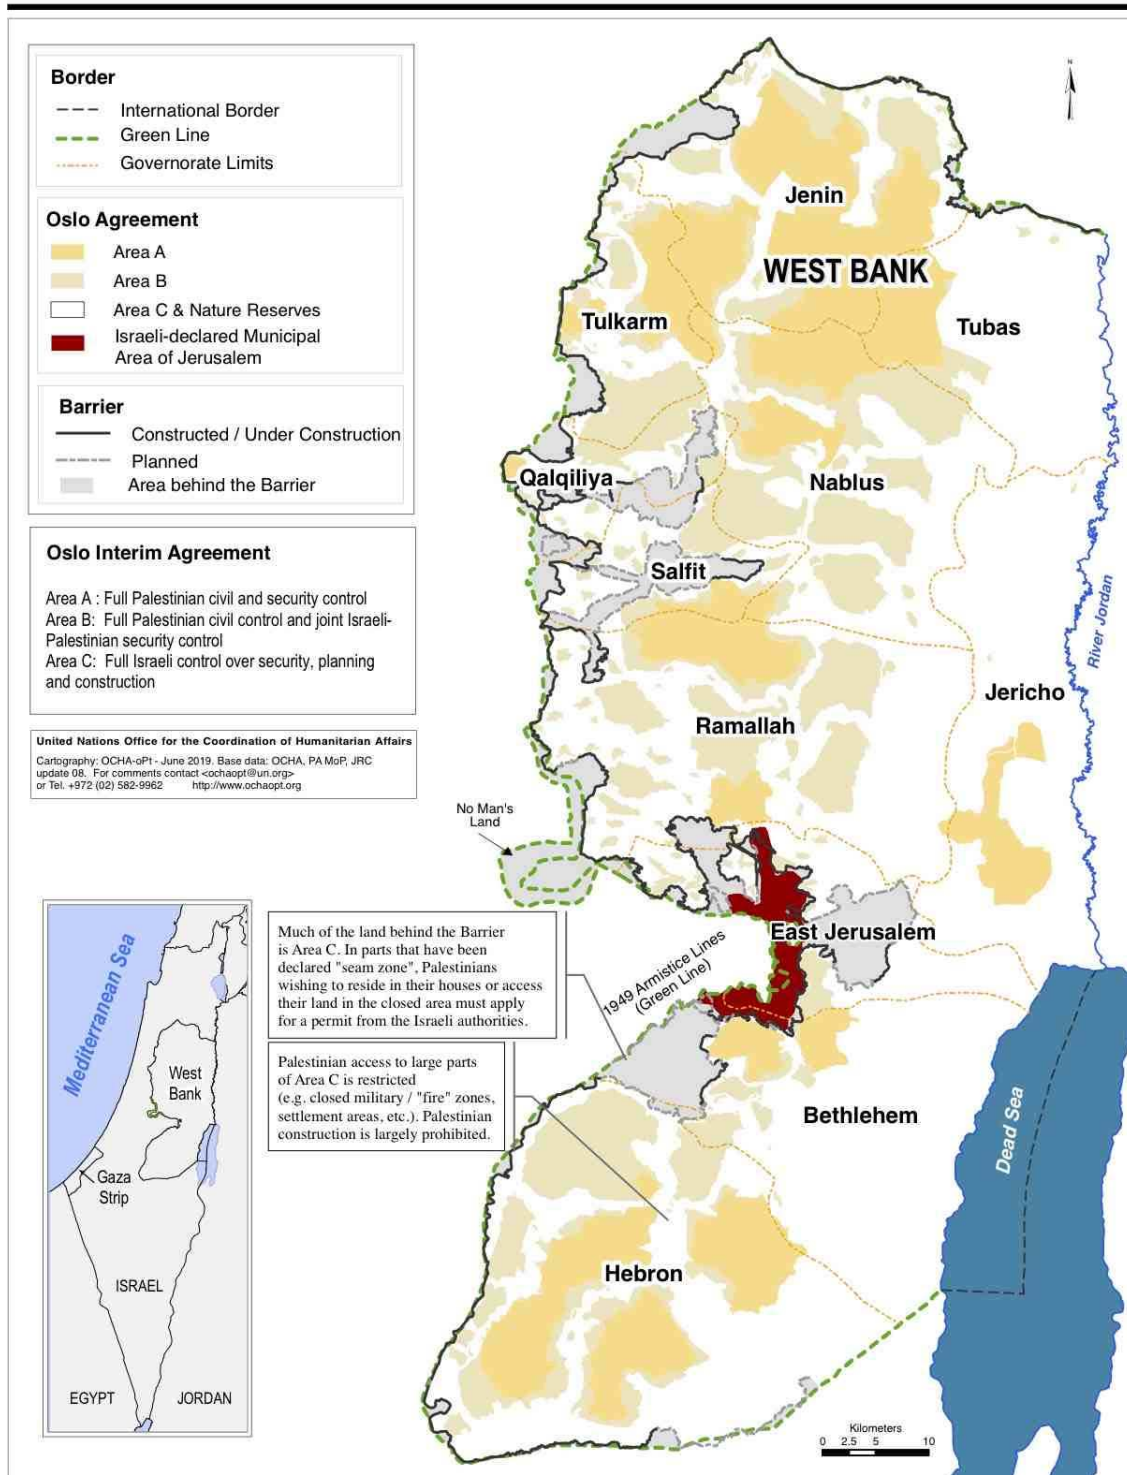 Border
International Border
Green Line
Governorate Limits
Oslo Agreement
Area A
Area B
Area C & Nature Reserves
Israeli-declared Municipal
Area of Jerusalem
Barrier
Constructed / Under Construction
Planned
Area behind the Barrier
Oslo Interim Agreement
Area A : Full Palestinian civil and security control
Area B: Full Palestinian civil control and joint Israeli-
Palestinian security control
Area C: Full Israeli control over security, planning
and construction
United Nations Office for the Coordination of Humanitarian Affairs
Cartography: OCHA-oPt - June 2019. Base data: OCHA, PA MoP, JRC
update 08. For comments contact <ochaopt@un.org>
or Tel. +972 (02) 582-9962 http://www.ochaopt.org
N
Jenin
WEST BANK
Tulkarm
Tubas
Qalqiliya
Nablus
Salfit
River Jordan
Jericho
Ramallah
No Man's
Land
East Jerusalem
1949 Armistice Lines
(Green Line)
Much of the land behind the Barrier
is Area C. In parts that have been
declared "seam zone", Palestinians
wishing to reside in their houses or access
their land in the closed area must apply
for a permit from the Israeli authorities.
Palestinian access to large parts
of Area C is restricted
(e.g. closed military / "fire" zones,
settlement areas, etc.). Palestinian
construction is largely prohibited.
Bethlehem
Dead Sea
Hebron
Mediterranean Sea
West
Bank
Gaza
Strip
ISRAEL
EGYPT
JORDAN
Kilometers
0 2.5 5 10